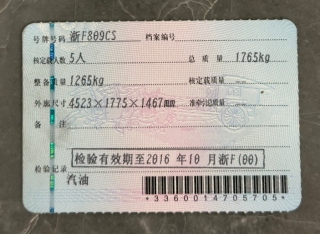 号牌号码 浙F809CS 档案编号
核定载人数 5人 总质量 1765kg
整备质量 1265kg 核定载质量
外廓尺寸 4523×1775×1467mm 准牵引总质量
备注
检验有效期至2016 年10 月浙F(00)
检验记录
汽油
*3360014705705*